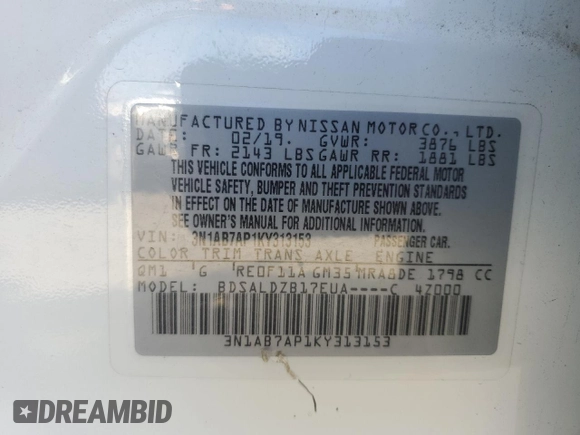 MANUFACTURED BY NISSAN MOTOR CO., LTD.
DATE: 02/19. GVWR: 3876 LBS
GAWR FR: 2143 LBS GAWR RR: 1881 LBS
THIS VEHICLE CONFORMS TO ALL APPLICABLE FEDERAL MOTOR
VEHICLE SAFETY, BUMPER AND THEFT PREVENTION STANDARDS
IN EFFECT ON THE DATE OF MANUFACTURE SHOWN ABOVE.
SEE OWNER'S MANUAL FOR ADDITIONAL INFORMATION.
VIN: 3N1AB7AP1KY313153 PASSENGER CAR.
COLOR TRIM TRANS AXLE ENGINE
QM1 G RE0F11A GM35 MRA8DE 1798 CC
MODEL: BDSALDZB17EUA----C 4Z000
3N1AB7AP1KY313153
DREAMBID